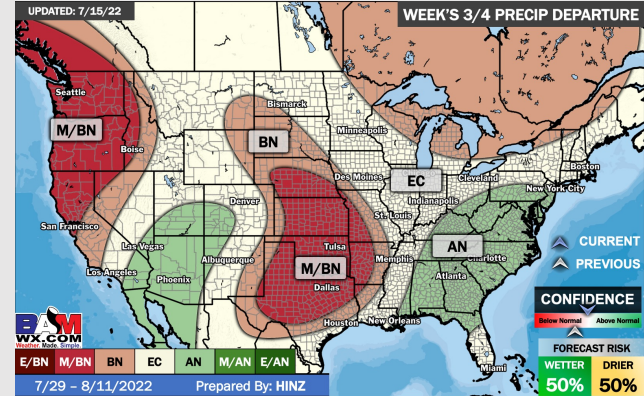 UPDATED: 7/15/22
WEEK'S 3/4 PRECIP DEPARTURE
Seattle
Bismarck
M/BN
BN
Minneapolis
Boise
Boston
Des Moines
EC
Cleveland
New York City
Indianapolis
Denver
St. Louis
San Francisco
Las Vegas
Tulsa
AN
CURRENT
Albuquerque
Memphis
Charlotte
PREVIOUS
Los Angeles
Phoenix
M/BN
Atlanta
Dallas
CONFIDENCE
Houston
New Orleans
Below Normal
Above Normal
BAM
WX.COM
Weather. Made. Simple.
FORECAST RISK
E/BN
M/BN
BN
EC
AN
M/AN
E/AN
Miami
WETTER
DRIER
50%
50%
7/29 – 8/11/2022
Prepared By: HINZ